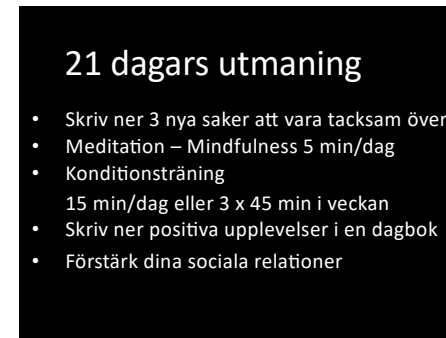 21 dagars utmaning
• Skriv ner 3 nya saker att vara tacksam över
• Meditation – Mindfulness 5 min/dag
• Konditionsträning
15 min/dag eller 3 x 45 min i veckan
• Skriv ner positiva upplevelser i en dagbok
• Förstärk dina sociala relationer